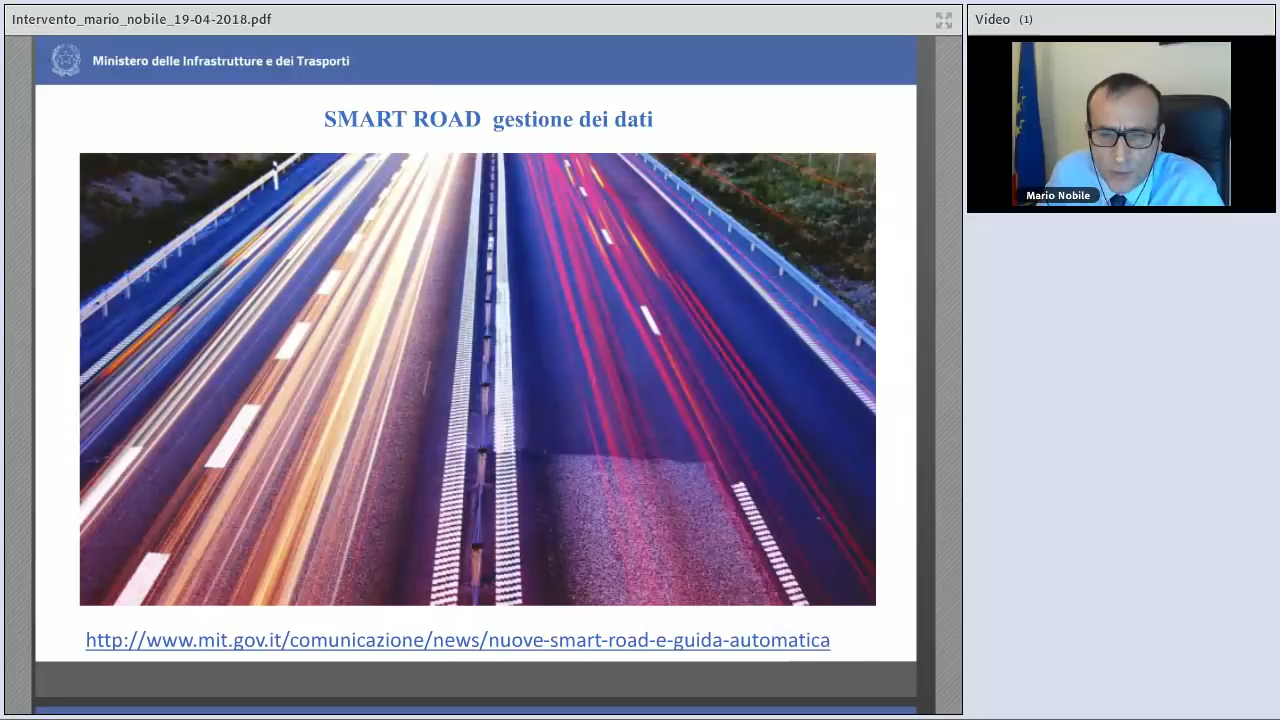 Intervento_mario_nobile_19-04-2018.pdf
Video (1)
Ministero delle Infrastrutture e dei Trasporti
SMART ROAD gestione dei dati
Mario Nobile
http://www.mit.gov.it/comunicazione/news/nuove-smart-road-e-guida-automatica